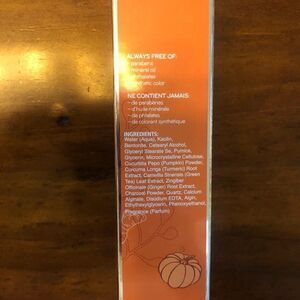 ALWAYS FREE OF:
– parabens
– mineral oil
– phthalates
– synthetic color
NE CONTIENT JAMAIS:
– de parabènes
– d'huile minérale
– de phtalates
– de colorant synthétique
INGREDIENTS:
Water (Aqua), Kaolin,
Bentonite, Cetearyl Alcohol,
Glyceryl Stearate Se, Pumice,
Glycerin, Microcrystalline Cellulose,
Cucurbita Pepo (Pumpkin) Powder,
Curcuma Longa (Turmeric) Root
Extract, Camellia Sinensis (Green
Tea) Leaf Extract, Zingiber
Officinale (Ginger) Root Extract,
Charcoal Powder, Quartz, Calcium
Alginate, Disodium EDTA, Algin,
Ethylhexylglycerin, Phenoxyethanol,
Fragrance (Parfum)